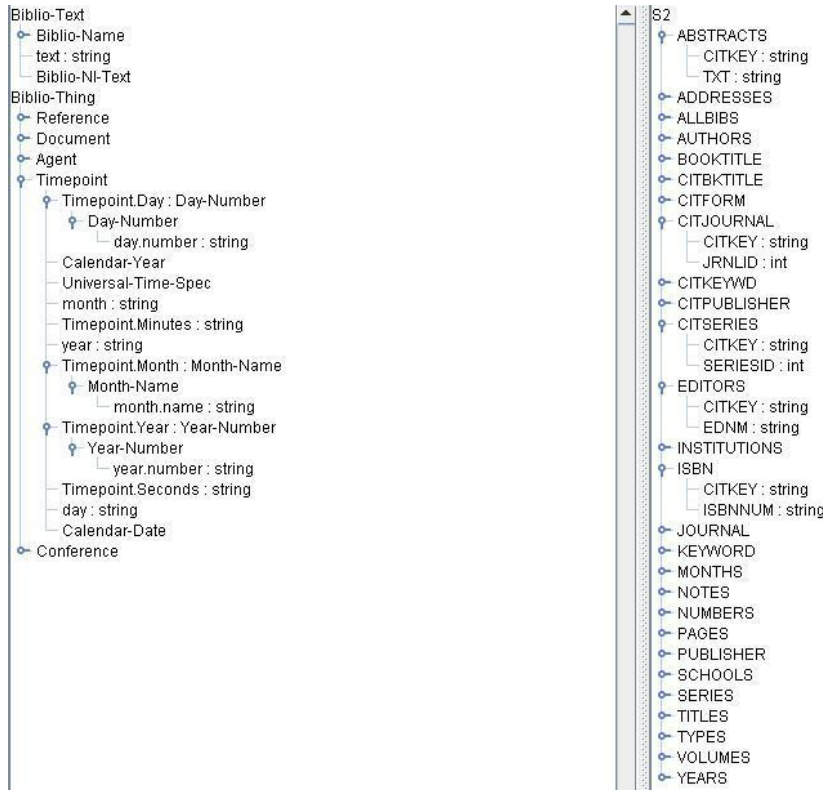 Biblio-Text
Biblio-Name
text : string
Biblio-NI-Text
Biblio-Thing
Reference
Document
Agent
Timepoint
Timepoint.Day : Day-Number
Day-Number
day.number : string
Calendar-Year
Universal-Time-Spec
month : string
Timepoint.Minutes : string
year : string
Timepoint.Month : Month-Name
Month-Name
month.name : string
Timepoint.Year : Year-Number
Year-Number
year.number : string
Timepoint.Seconds : string
day : string
Calendar-Date
Conference
S2
ABSTRACTS
CITKEY : string
TXT : string
ADDRESSES
ALLBIBS
AUTHORS
BOOKTITLE
CITBKTITLE
CITFORM
CITJOURNAL
CITKEY : string
JRNLID : int
CITKEYWD
CITPUBLISHER
CITSERIES
CITKEY : string
SERIESID : int
EDITORS
CITKEY : string
EDNM : string
INSTITUTIONS
ISBN
CITKEY : string
ISBNNUM : string
JOURNAL
KEYWORD
MONTHS
NOTES
NUMBERS
PAGES
PUBLISHER
SCHOOLS
SERIES
TITLES
TYPES
VOLUMES
YEARS